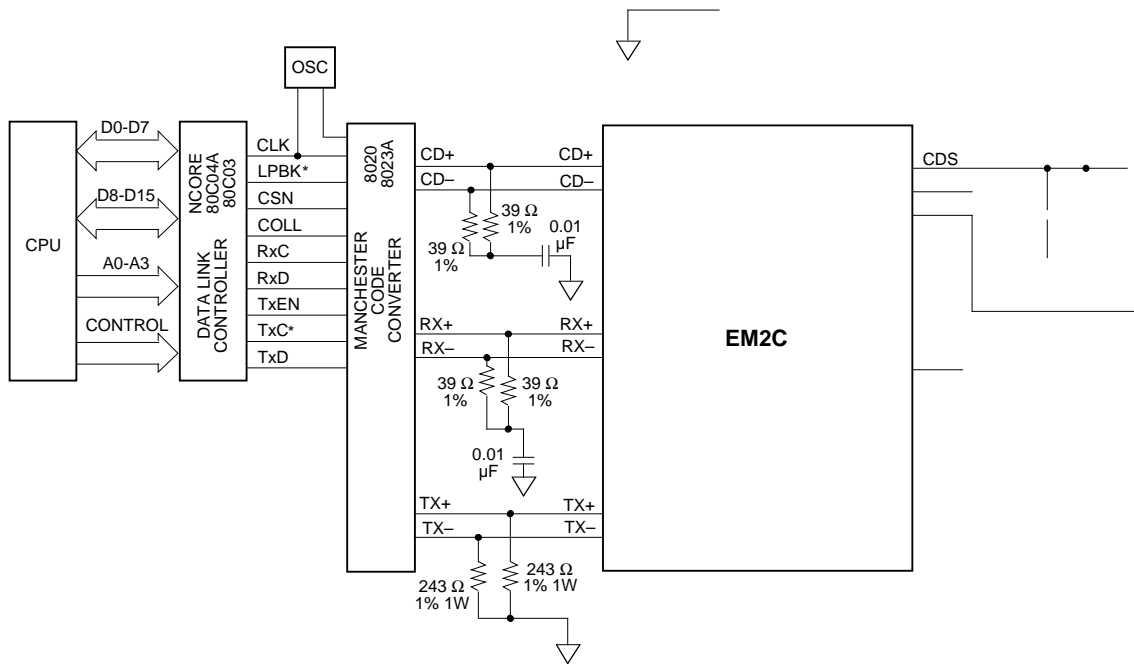 OSC
CPU
D0-D7
D8-D15
A0-A3
CONTROL
NCORE
80C04A
80C03
DATA LINK
CONTROLLER
CLK
LPBK*
CSN
COLL
RxC
RxD
TxEN
TxC*
TxD
8020
8023A
MANCHESTER
CODE
CONVERTER
CD+
CD–
CD+
CD–
39 Ω
1%
39 Ω
1%
0.01
µF
RX+
RX–
RX+
RX–
39 Ω
1%
39 Ω
1%
0.01
µF
TX+
TX–
TX+
TX–
243 Ω
1% 1W
243 Ω
1% 1W
EM2C
CDS